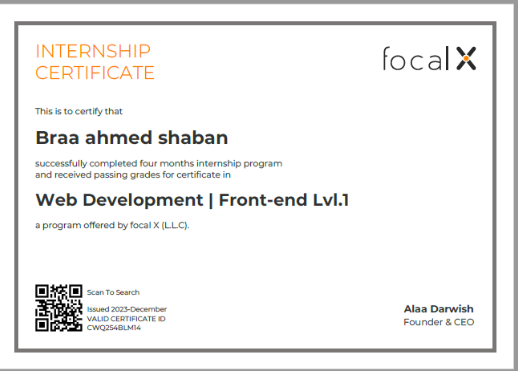 INTERNSHIP
CERTIFICATE
focalX
This is to certify that
Braa ahmed shaban
successfully completed four months internship program
and received passing grades for certificate in
Web Development | Front-end Lvl.1
a program offered by focal X (L.L.C).
Scan To Search
Issued 2023-December
VALID CERTIFICATE ID
CWQ254BLM14
Alaa Darwish
Founder & CEO